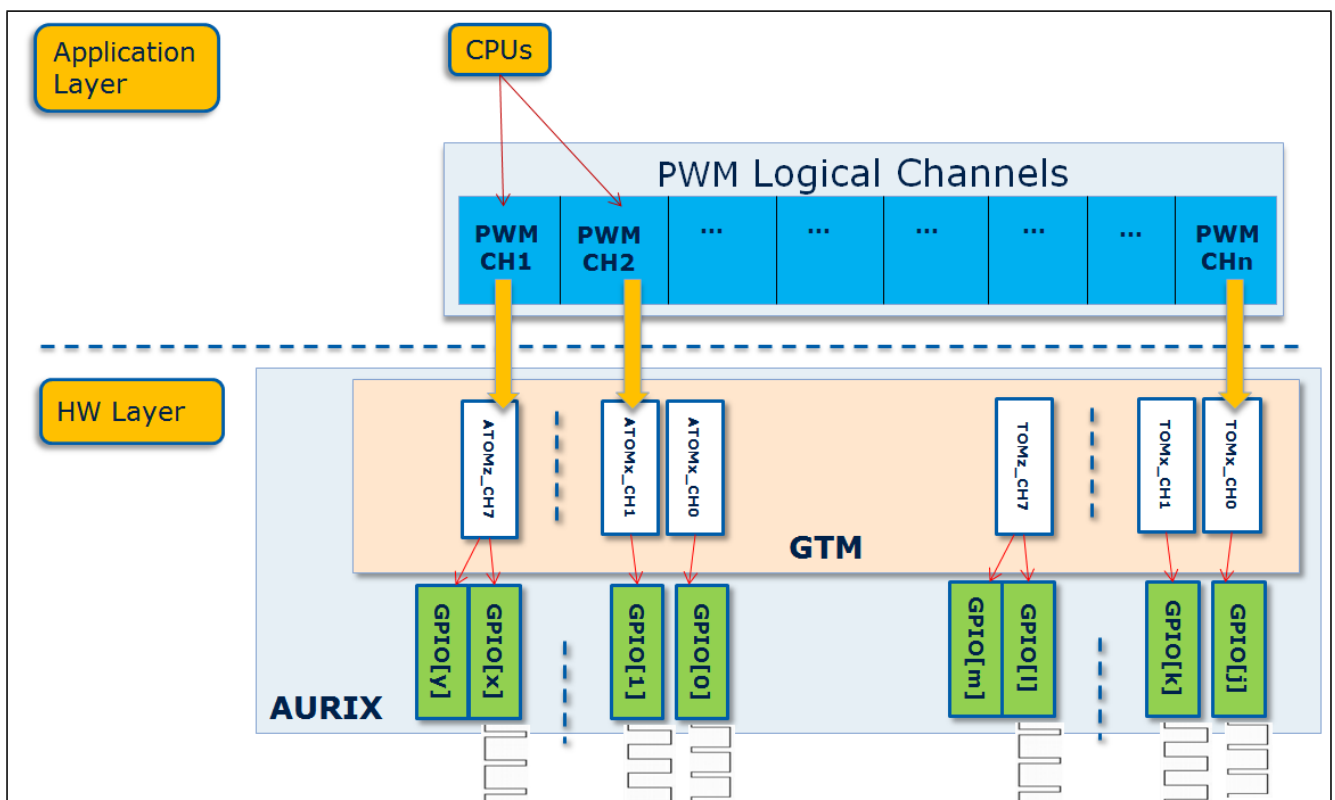 Application
Layer
CPUs
PWM Logical Channels
PWM
CH1
PWM
CH2
...
...
...
...
...
PWM
CHn
HW Layer
ATOMz_CH7
ATOMx_CH1
ATOMx_CH0
TOMz_CH7
TOMx_CH1
TOMx_CH0
GTM
GPIO[y]
GPIO[x]
GPIO[1]
GPIO[0]
GPIO[m]
GPIO[l]
GPIO[k]
GPIO[j]
AURIX